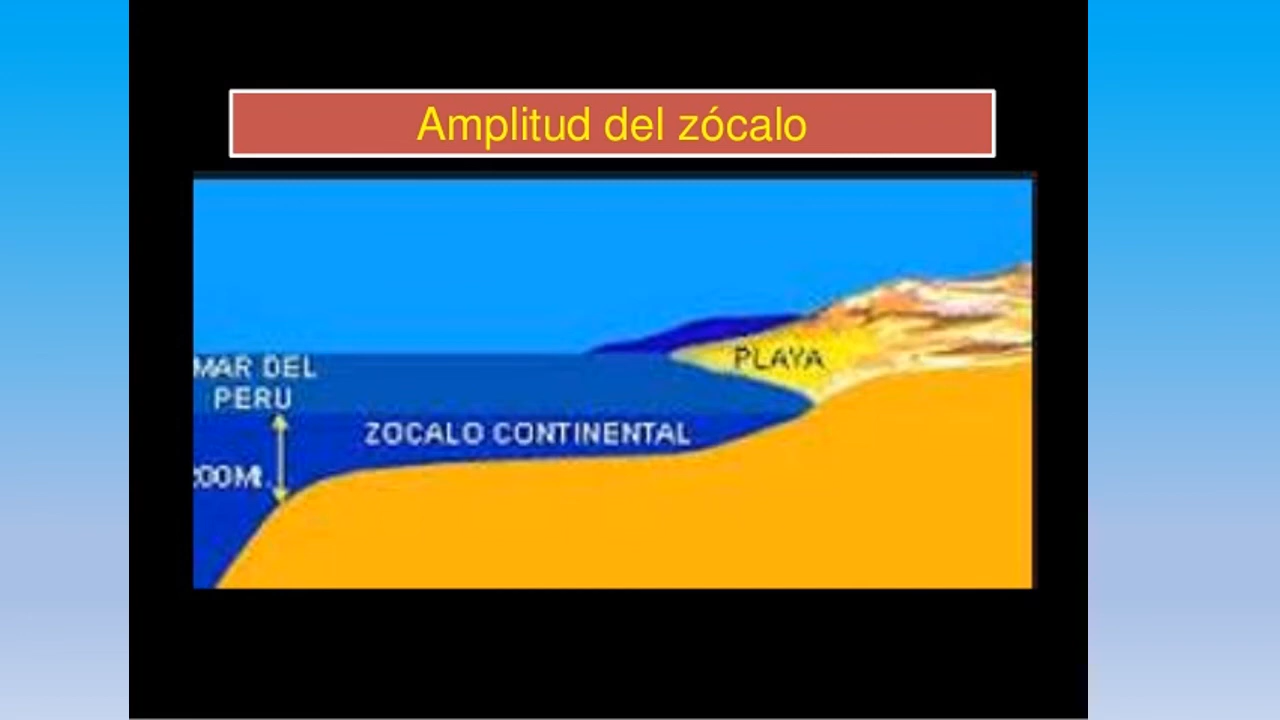 Amplitud del zócalo
MAR DEL
PERU
PLAYA
ZOCALO CONTINENTAL